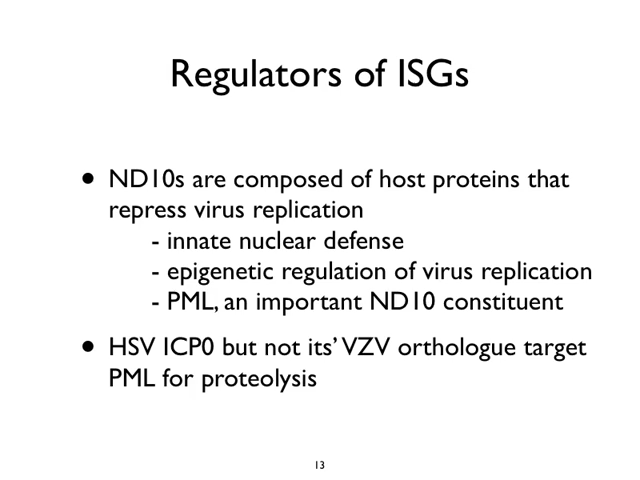 Regulators of ISGs
• ND10s are composed of host proteins that
repress virus replication
- innate nuclear defense
- epigenetic regulation of virus replication
- PML, an important ND10 constituent
• HSV ICP0 but not its' VZV orthologue target
PML for proteolysis
13